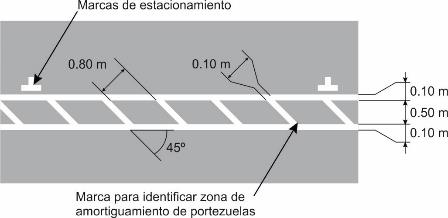 Marcas de estacionamiento
0.80 m
0.10 m
0.10 m
0.50 m
0.10 m
45º
Marca para identificar zona de
amortiguamiento de portezuelas